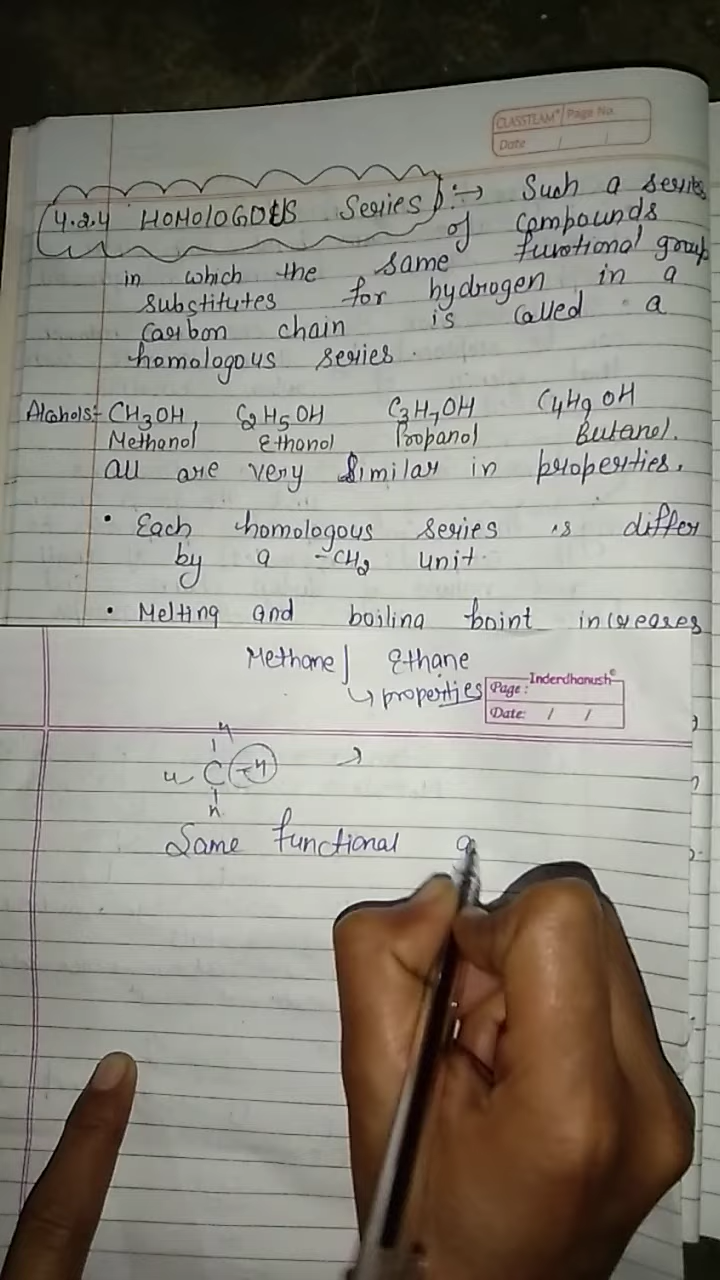 CLASSTEAM® Page No.
Date / /
4.2.4 HOMOLOGOUS Series :→ Such a series
of compounds
in which the same functional group
substitutes for hydrogen in a
carbon chain is called a
homologous series.
Alcohols:- CH3OH, C2H5OH C3H7OH C4H9OH
Methanol Ethanol Propanol Butanol.
all are very similar in properties.
• Each homologous series is differ
by a -CH2 unit.
• Melting and boiling point increases
Methane Ethane
↳ properties
Inderdhanush©
Page:
Date: / /
H
H C -H
H
Same functional g